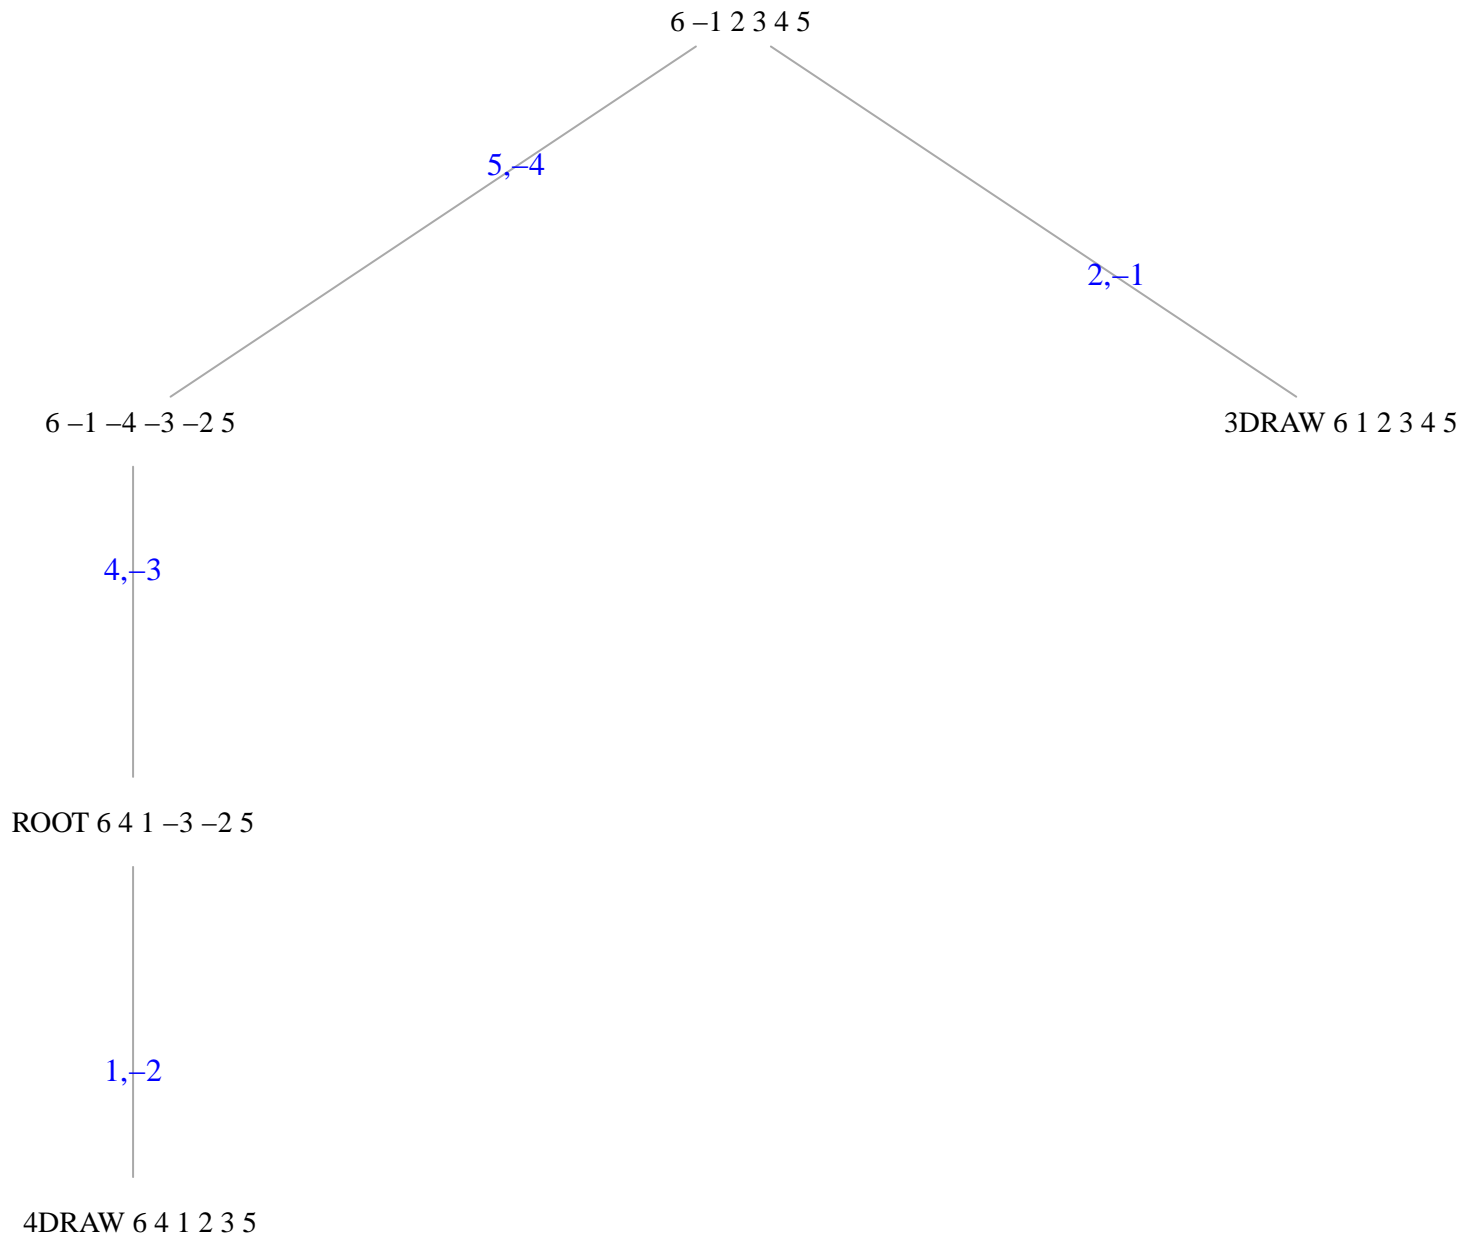 6 –1 2 3 4 5
5,–4
2,–1
6 –1 –4 –3 –2 5
3DRAW 6 1 2 3 4 5
4,–3
ROOT 6 4 1 –3 –2 5
1,–2
4DRAW 6 4 1 2 3 5